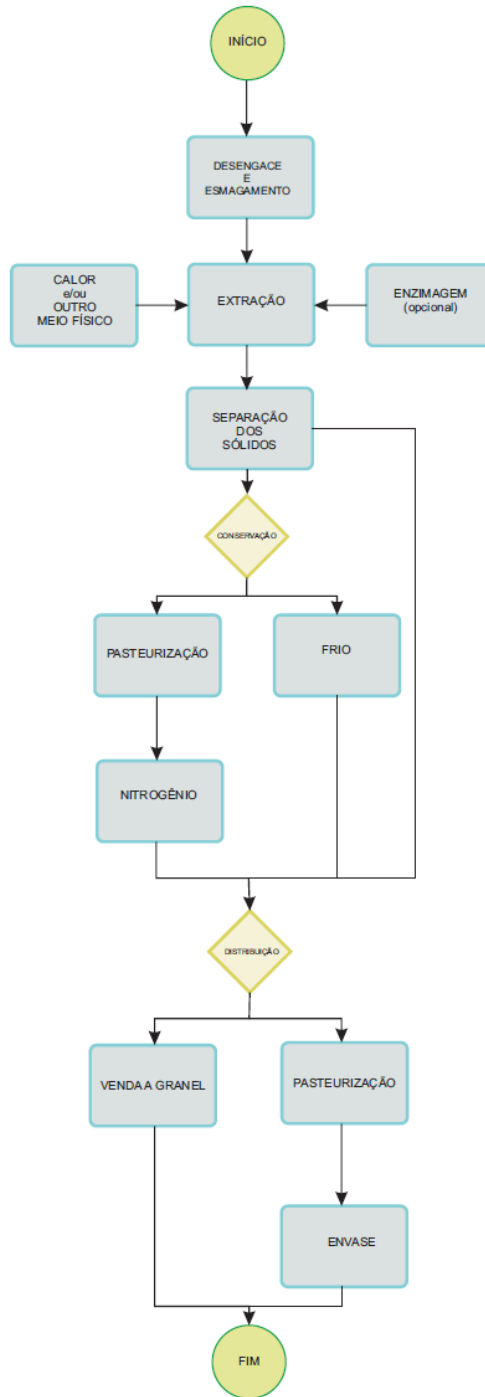 INÍCIO
DESENGACE
E
ESMAGAMENTO
CALOR
e/ou
OUTRO
MEIO FÍSICO
EXTRAÇÃO
ENZIMAGEM
(opcional)
SEPARAÇÃO
DOS
SÓLIDOS
CONSERVAÇÃO
PASTEURIZAÇÃO
FRIO
NITROGÊNIO
DISTRIBUIÇÃO
VENDA A GRANEL
PASTEURIZAÇÃO
ENVASE
FIM